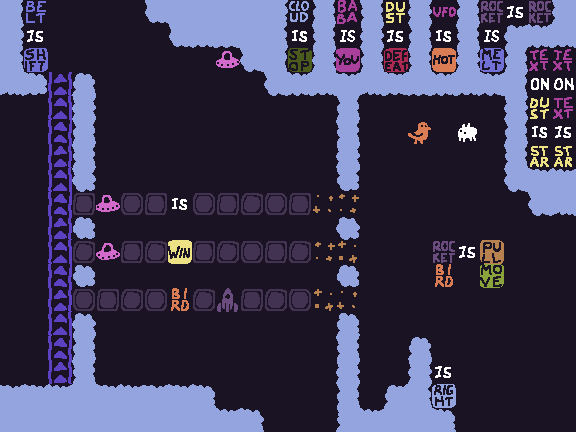 BELT CLOUD BABA DUST UFO ROCKET IS ROCKET
IS IS IS IS IS IS
SHIFT STOP YOU DEFEAT HOT MELT TEXT TEXT
ON ON
DUST TEXT
IS IS
STAR STAR
IS
WIN ROCKET IS PULL
BIRD MOVE
BIRD
IS
RIGHT